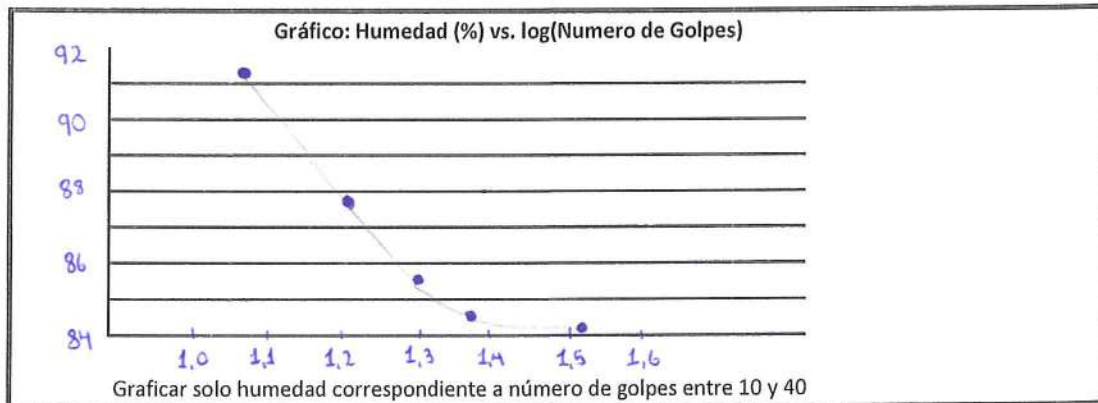 Gráfico: Humedad (%) vs. log(Numero de Golpes)
92
90
88
86
84
1,0 1,1 1,2 1,3 1,4 1,5 1,6
Graficar solo humedad correspondiente a número de golpes entre 10 y 40